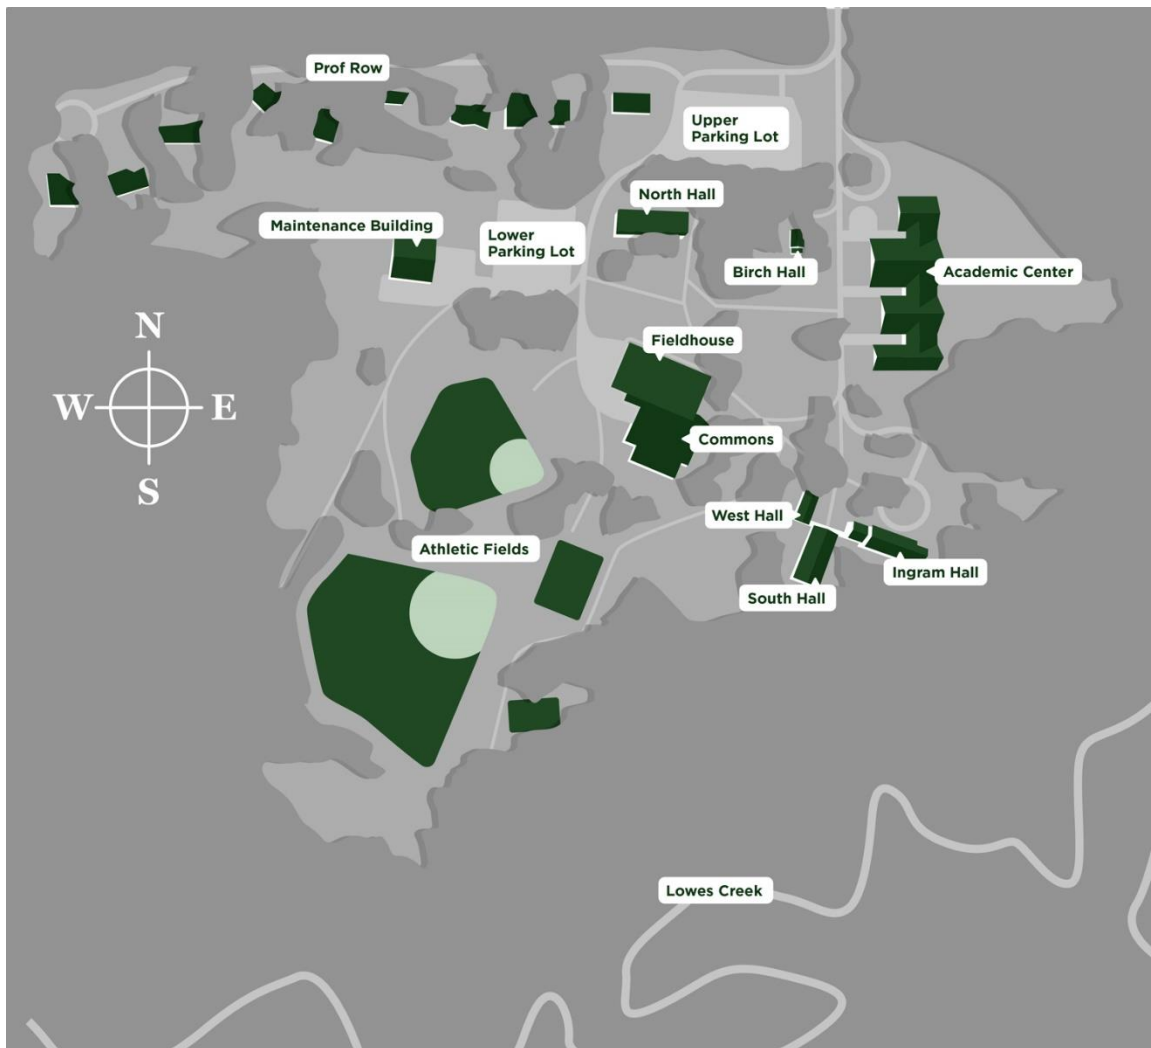 Prof Row
Upper
Parking Lot
North Hall
Maintenance Building
Lower
Parking Lot
Birch Hall
Academic Center
N
W
E
S
Fieldhouse
Commons
West Hall
Athletic Fields
Ingram Hall
South Hall
Lowes Creek